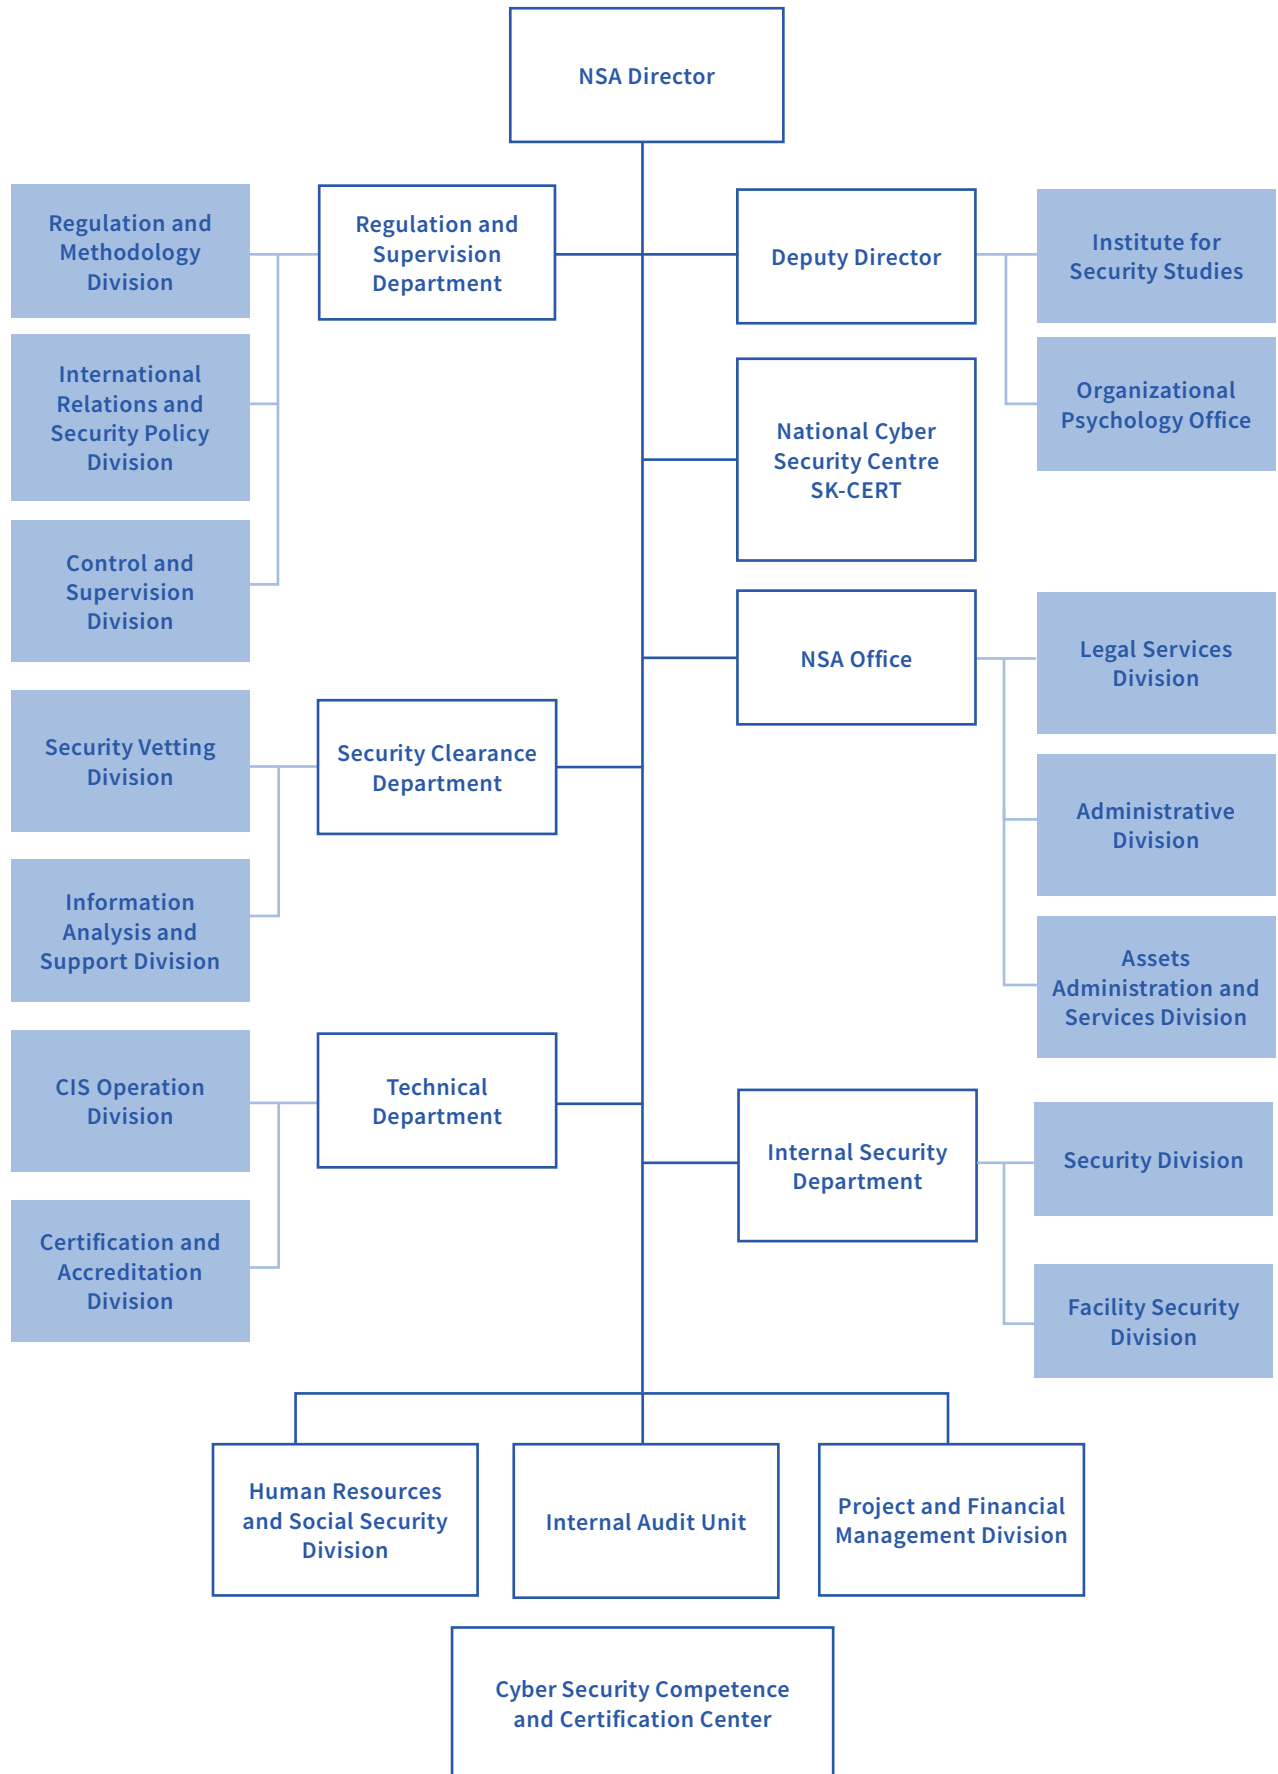 NSA Director
Regulation and
Methodology
Division
Regulation and
Supervision
Department
Deputy Director
Institute for
Security Studies
International
Relations and
Security Policy
Division
National Cyber
Security Centre
SK-CERT
Organizational
Psychology Office
Control and
Supervision
Division
NSA Office
Legal Services
Division
Security Vetting
Division
Security Clearance
Department
Administrative
Division
Information
Analysis and
Support Division
Assets
Administration and
Services Division
CIS Operation
Division
Technical
Department
Internal Security
Department
Security Division
Certification and
Accreditation
Division
Facility Security
Division
Human Resources
and Social Security
Division
Internal Audit Unit
Project and Financial
Management Division
Cyber Security Competence
and Certification Center